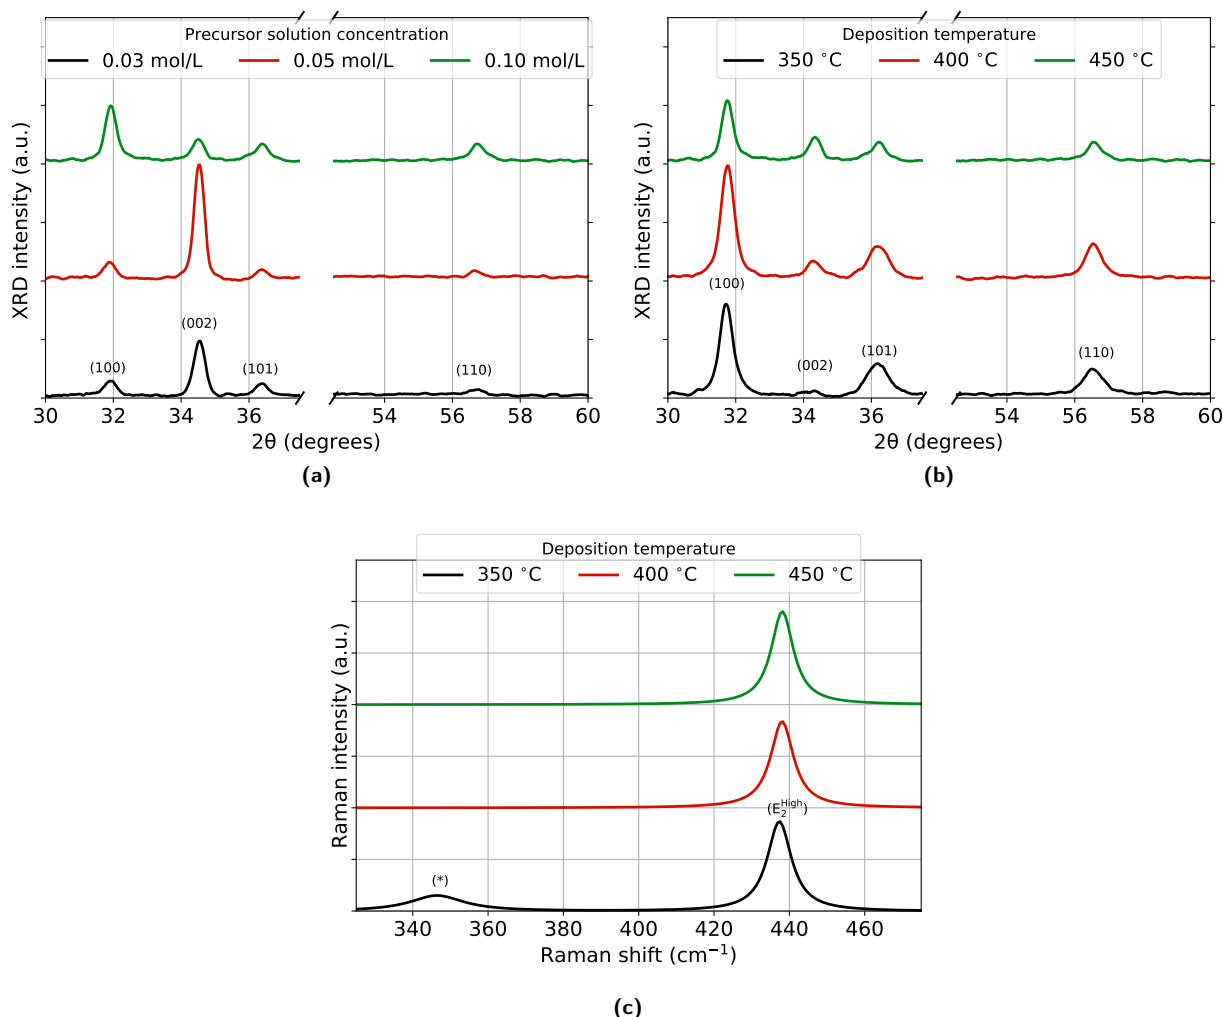 Precursor solution concentration
0.03 mol/L 0.05 mol/L 0.10 mol/L
XRD intensity (a.u.)
(100)
(002)
(101)
(110)
30 32 34 36 54 56 58 60
2θ (degrees)
(a)
Deposition temperature
350 °C 400 °C 450 °C
XRD intensity (a.u.)
(100)
(002)
(101)
(110)
30 32 34 36 54 56 58 60
2θ (degrees)
(b)
Deposition temperature
350 °C 400 °C 450 °C
Raman intensity (a.u.)
(*)
(E₂^High)
340 360 380 400 420 440 460
Raman shift (cm⁻¹)
(c)